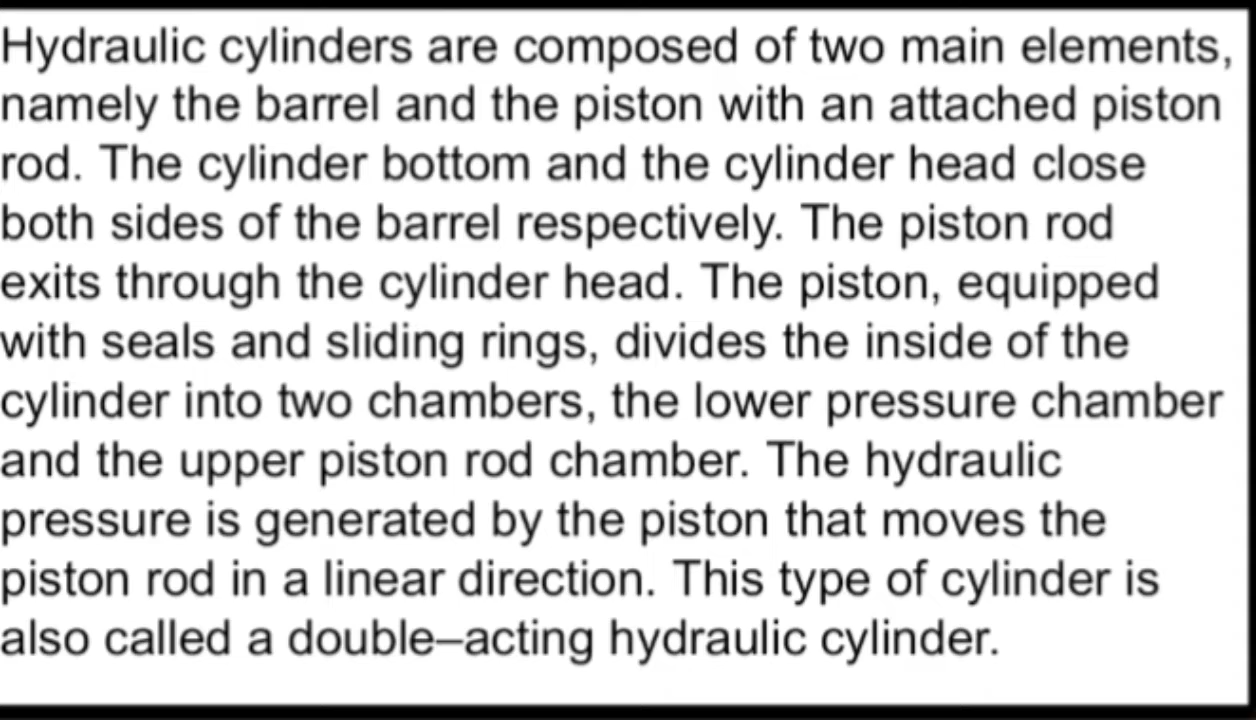 Hydraulic cylinders are composed of two main elements,
namely the barrel and the piston with an attached piston
rod. The cylinder bottom and the cylinder head close
both sides of the barrel respectively. The piston rod
exits through the cylinder head. The piston, equipped
with seals and sliding rings, divides the inside of the
cylinder into two chambers, the lower pressure chamber
and the upper piston rod chamber. The hydraulic
pressure is generated by the piston that moves the
piston rod in a linear direction. This type of cylinder is
also called a double–acting hydraulic cylinder.